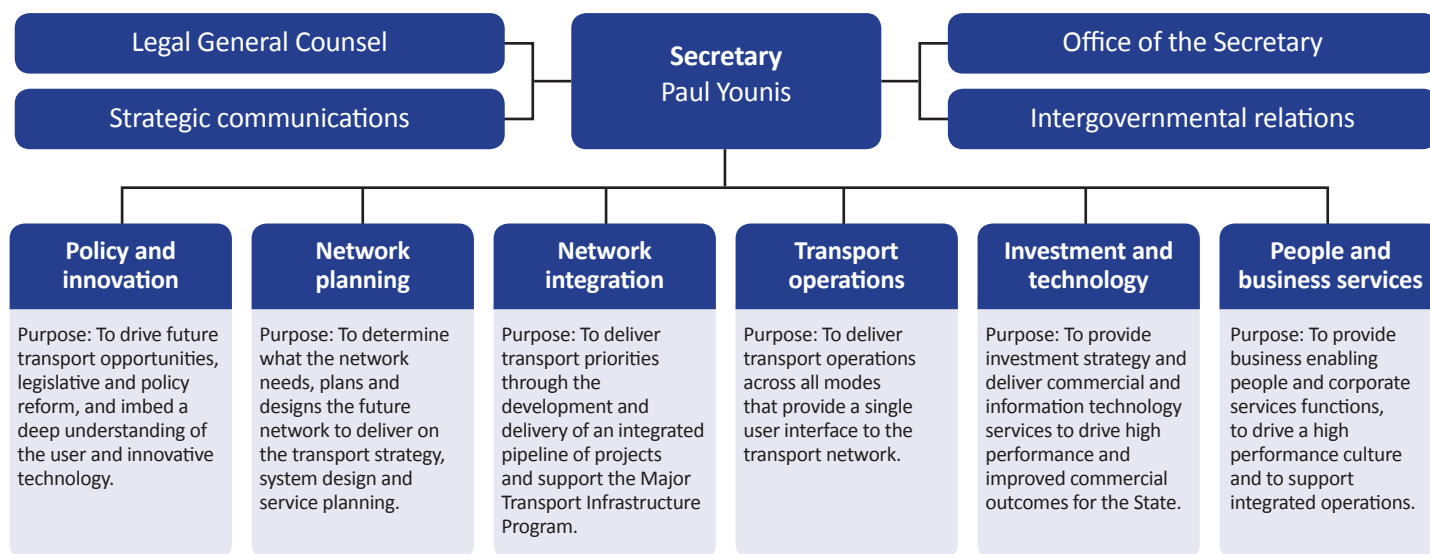 Legal General Counsel
Strategic communications
Secretary
Paul Younis
Office of the Secretary
Intergovernmental relations
Policy and
innovation
Purpose: To drive future
transport opportunities,
legislative and policy
reform, and imbed a
deep understanding of
the user and innovative
technology.
Network
planning
Purpose: To determine
what the network
needs, plans and
designs the future
network to deliver on
the transport strategy,
system design and
service planning.
Network
integration
Purpose: To deliver
transport priorities
through the
development and
delivery of an integrated
pipeline of projects
and support the Major
Transport Infrastructure
Program.
Transport
operations
Purpose: To deliver
transport operations
across all modes
that provide a single
user interface to the
transport network.
Investment and
technology
Purpose: To provide
investment strategy and
deliver commercial and
information technology
services to drive high
performance and
improved commercial
outcomes for the State.
People and
business services
Purpose: To provide
business enabling
people and corporate
services functions,
to drive a high
performance culture
and to support
integrated operations.